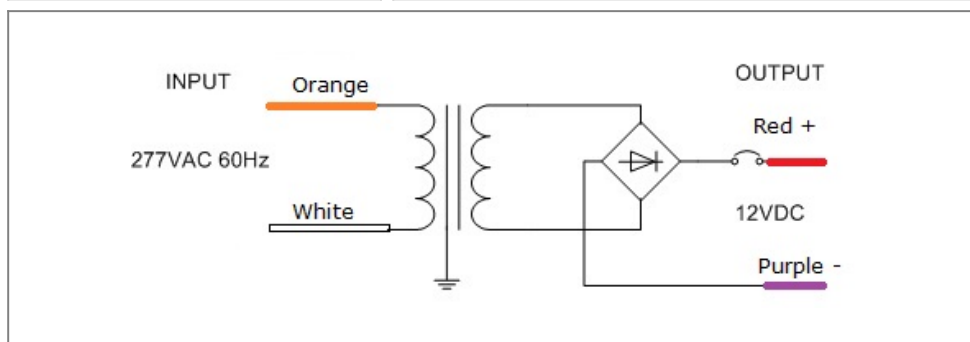 INPUT
Orange
277VAC 60Hz
White
OUTPUT
Red +
12VDC
Purple -